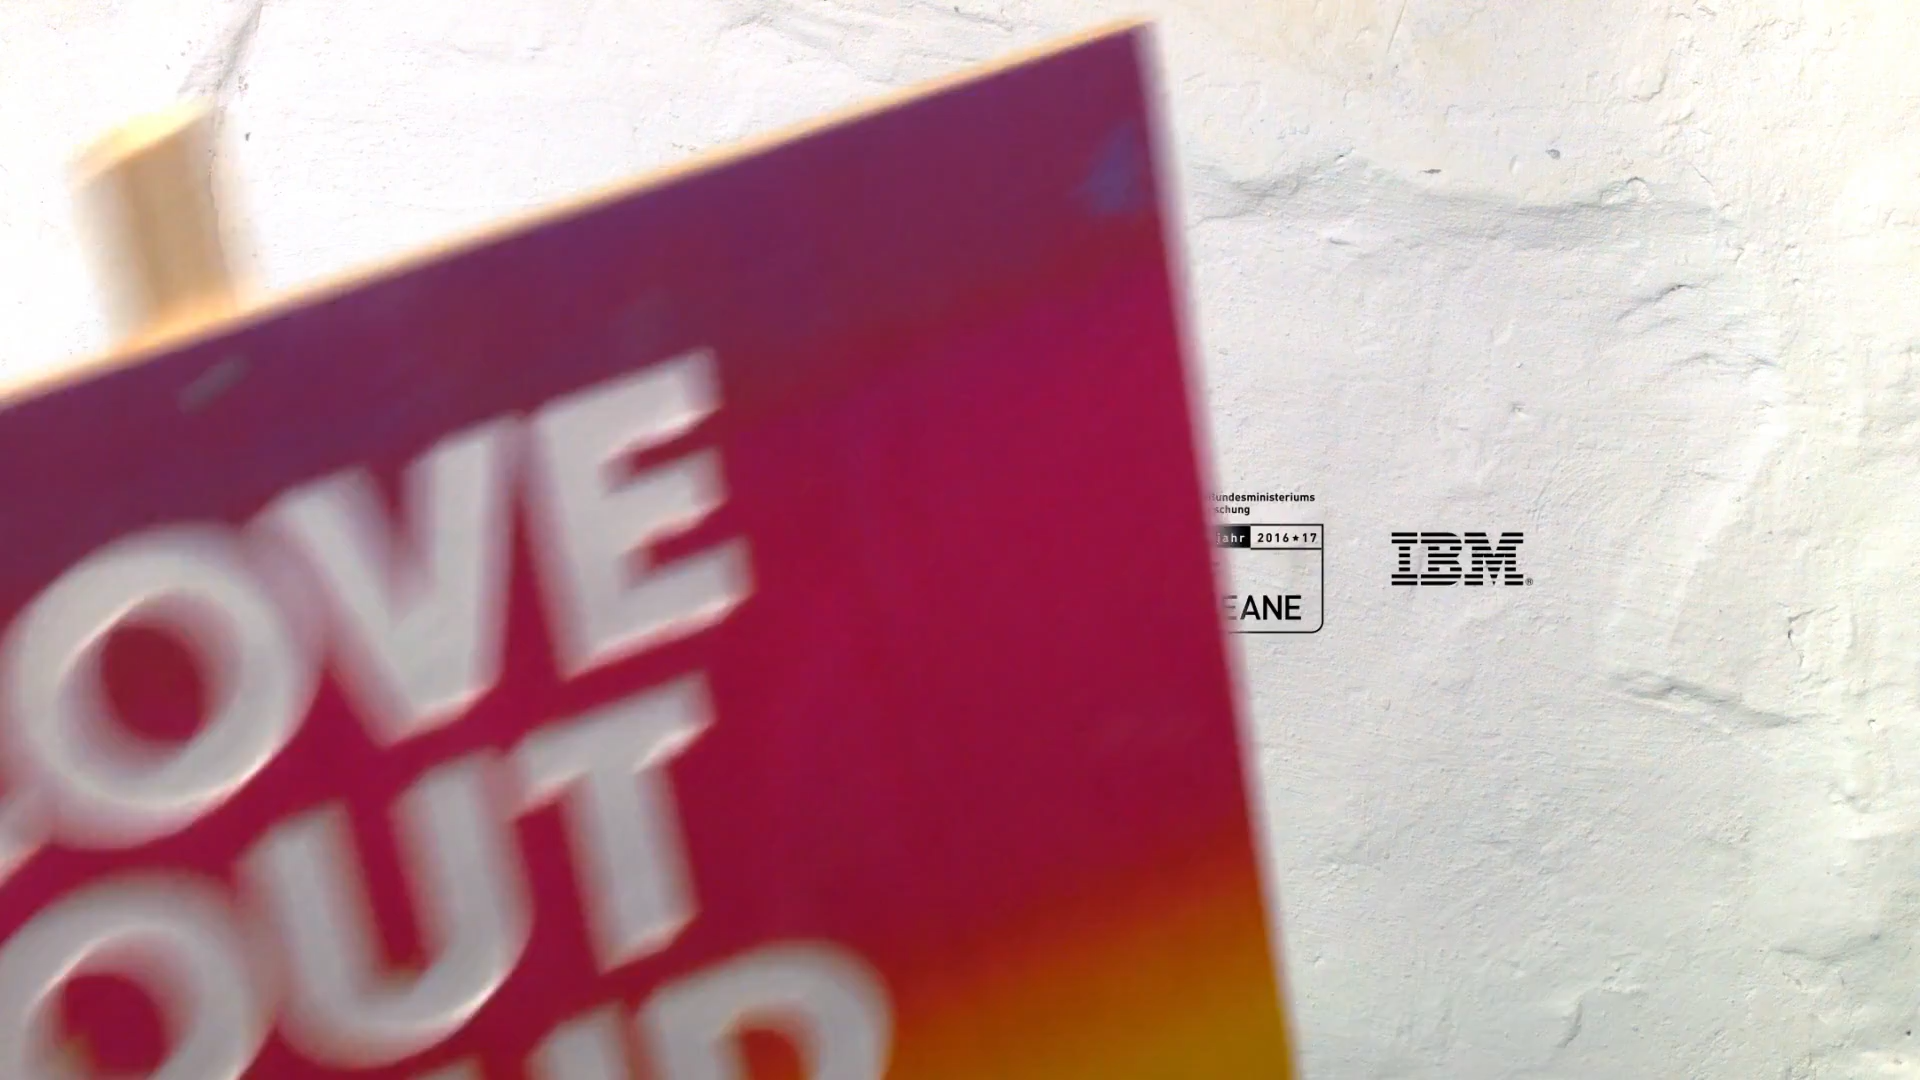 OVE
OUT
undesministeriums
schung
jahr 2016★17
EANE
IBM®